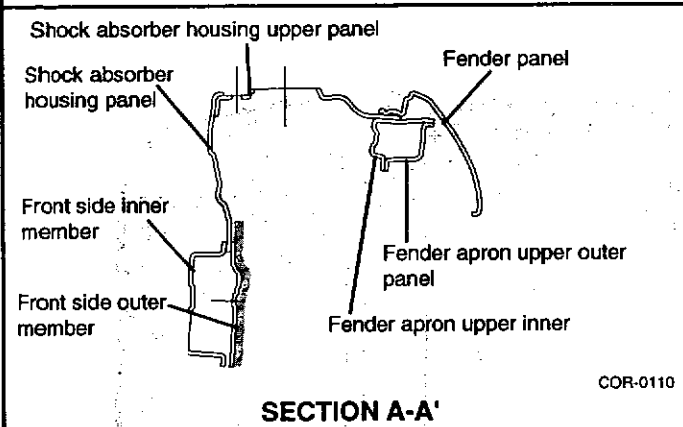 Shock absorber housing upper panel
Shock absorber
housing panel
Fender panel
Front side inner
member
Fender apron upper outer
panel
Front side outer
member
Fender apron upper inner
COR-0110
SECTION A-A'